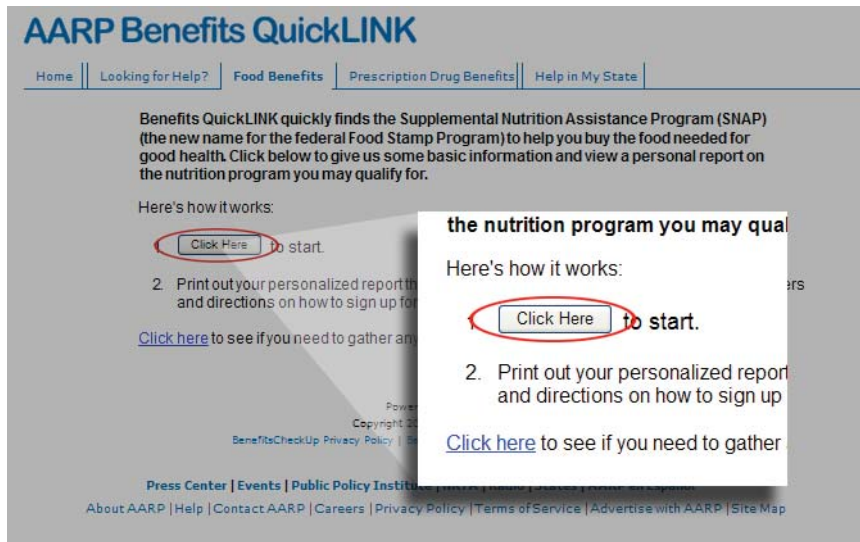 AARP Benefits QuickLINK
Home Looking for Help? Food Benefits Prescription Drug Benefits Help in My State
Benefits QuickLINK quickly finds the Supplemental Nutrition Assistance Program (SNAP)
(the new name for the federal Food Stamp Program) to help you buy the food needed for
good health. Click below to give us some basic information and view a personal report on
the nutrition program you may qualify for.
Here's how it works:
1 Click Here to start.
2. Print out your personalized report th
and directions on how to sign up for
Click here to see if you need to gather any
the nutrition program you may qual
Here's how it works:
1 Click Here to start.
2. Print out your personalized report
and directions on how to sign up
Click here to see if you need to gather
ers
Power
Copyright 20
BenefitsCheckUp Privacy Policy |
Press Center | Events | Public Policy Institute
About AARP | Help | Contact AARP | Careers | Privacy Policy | Terms of Service | Advertise with AARP | Site Map